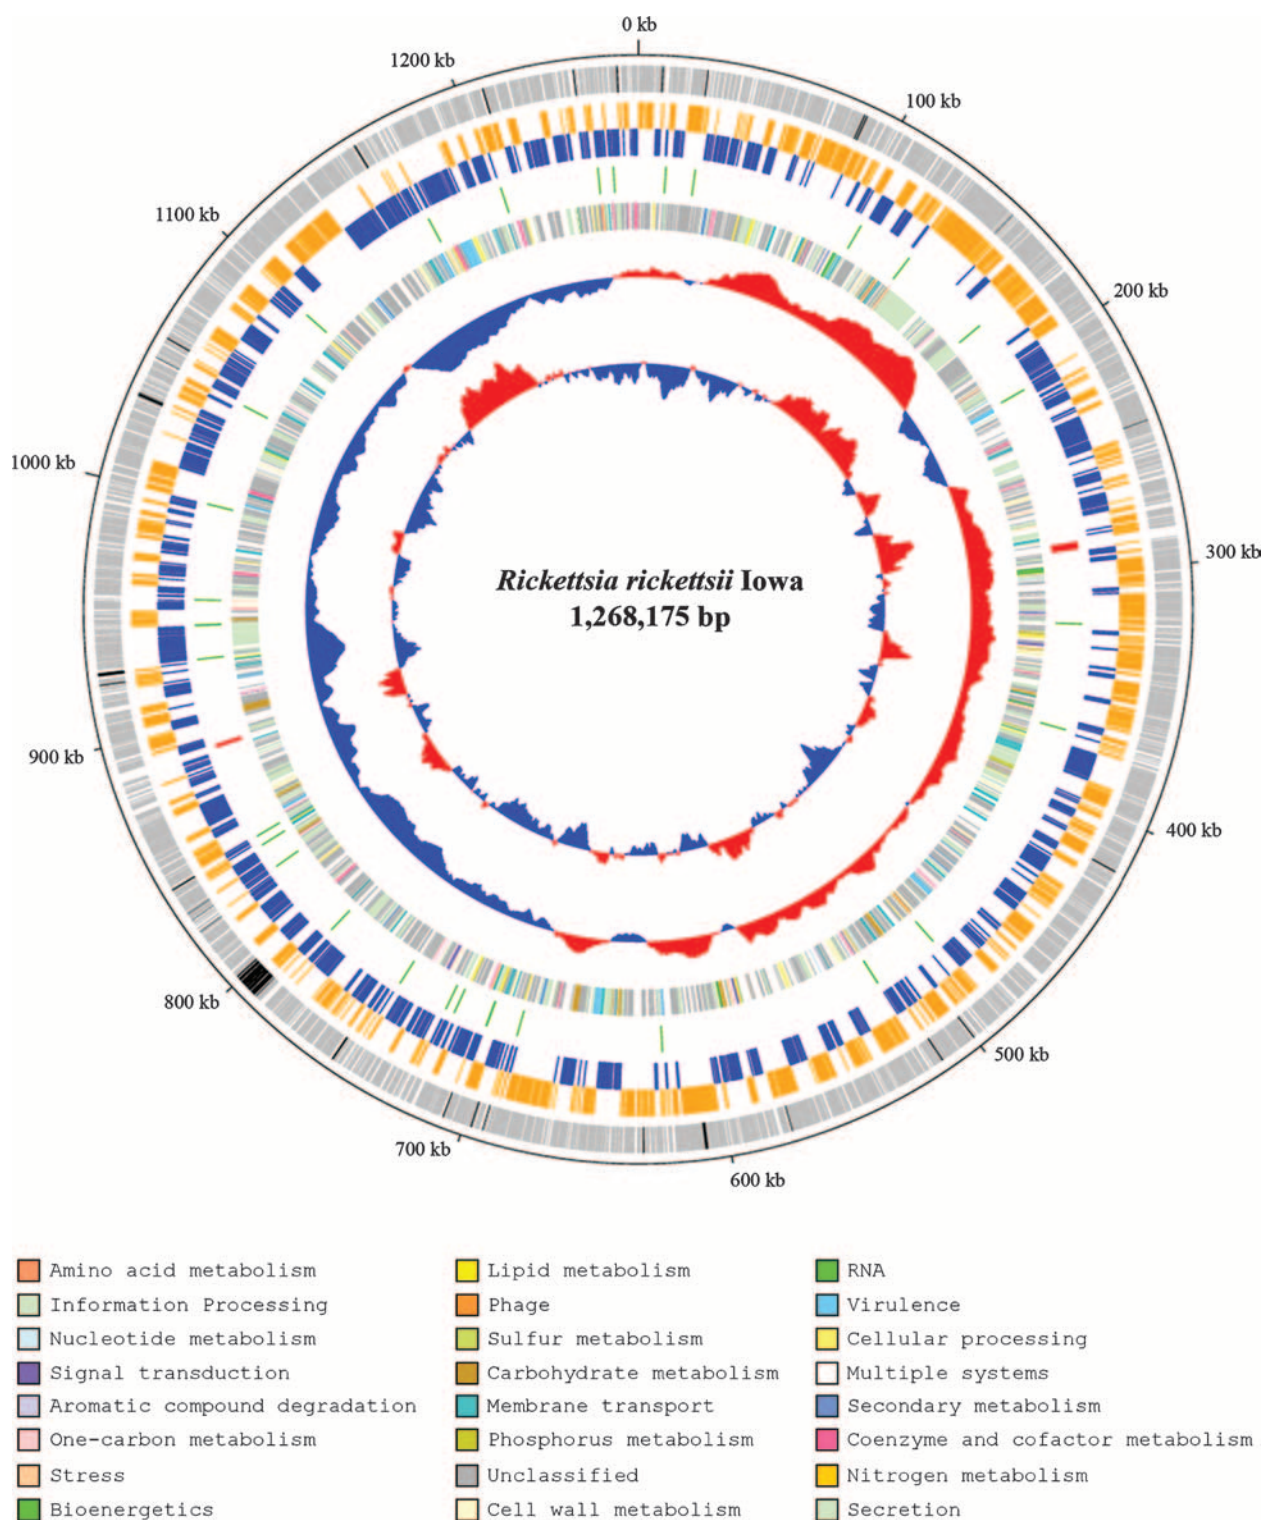 0 kb
100 kb
200 kb
300 kb
400 kb
500 kb
600 kb
700 kb
800 kb
900 kb
1000 kb
1100 kb
1200 kb
Rickettsia rickettsii Iowa
1,268,175 bp
Amino acid metabolism
Information Processing
Nucleotide metabolism
Signal transduction
Aromatic compound degradation
One-carbon metabolism
Stress
Bioenergetics
Lipid metabolism
Phage
Sulfur metabolism
Carbohydrate metabolism
Membrane transport
Phosphorus metabolism
Unclassified
Cell wall metabolism
RNA
Virulence
Cellular processing
Multiple systems
Secondary metabolism
Coenzyme and cofactor metabolism
Nitrogen metabolism
Secretion